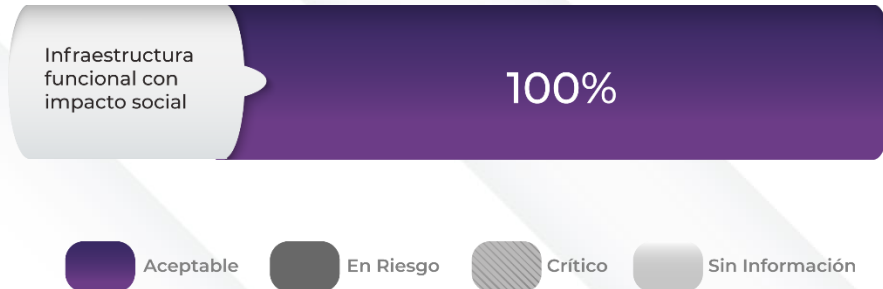 Infraestructura
funcional con
impacto social
100%
Aceptable
En Riesgo
Crítico
Sin Información